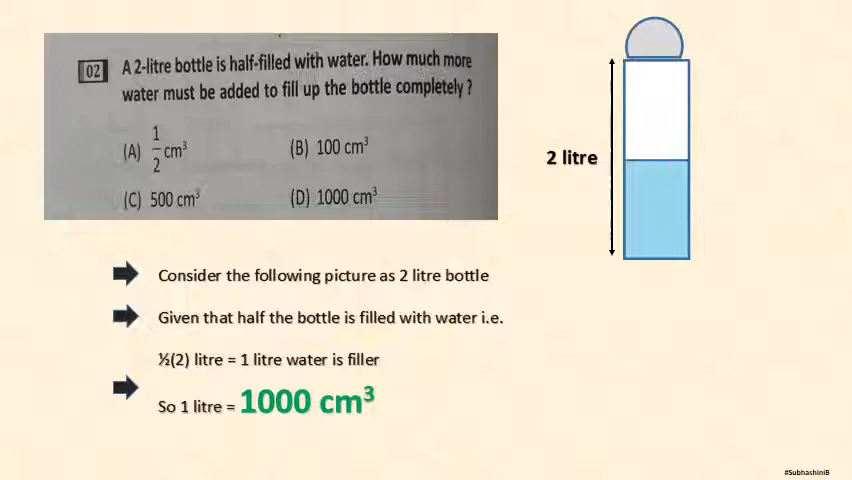 02 A 2-litre bottle is half-filled with water. How much more
water must be added to fill up the bottle completely ?
(A) 1/2 cm³ (B) 100 cm³
(C) 500 cm³ (D) 1000 cm³
2 litre
Consider the following picture as 2 litre bottle
Given that half the bottle is filled with water i.e.
½(2) litre = 1 litre water is filler
So 1 litre = 1000 cm³
#SubhashiniB